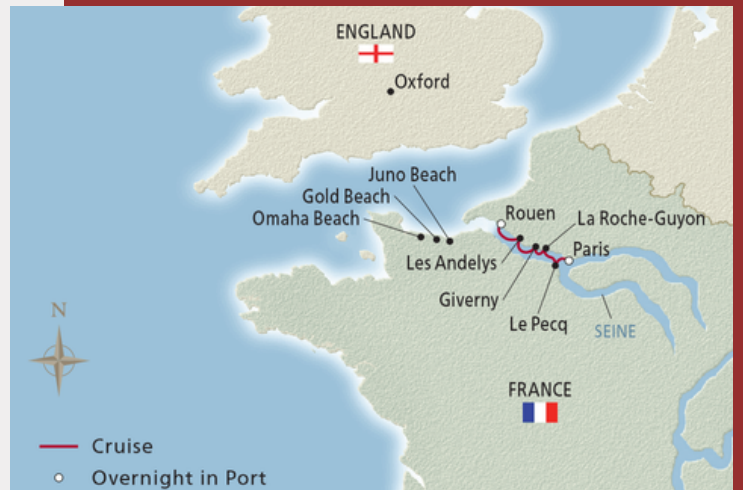 ENGLAND
Oxford
Juno Beach
Gold Beach
Omaha Beach
Rouen
La Roche-Guyon
Les Andelys
Paris
Giverny
Le Pecq
SEINE
N
FRANCE
Cruise
Overnight in Port